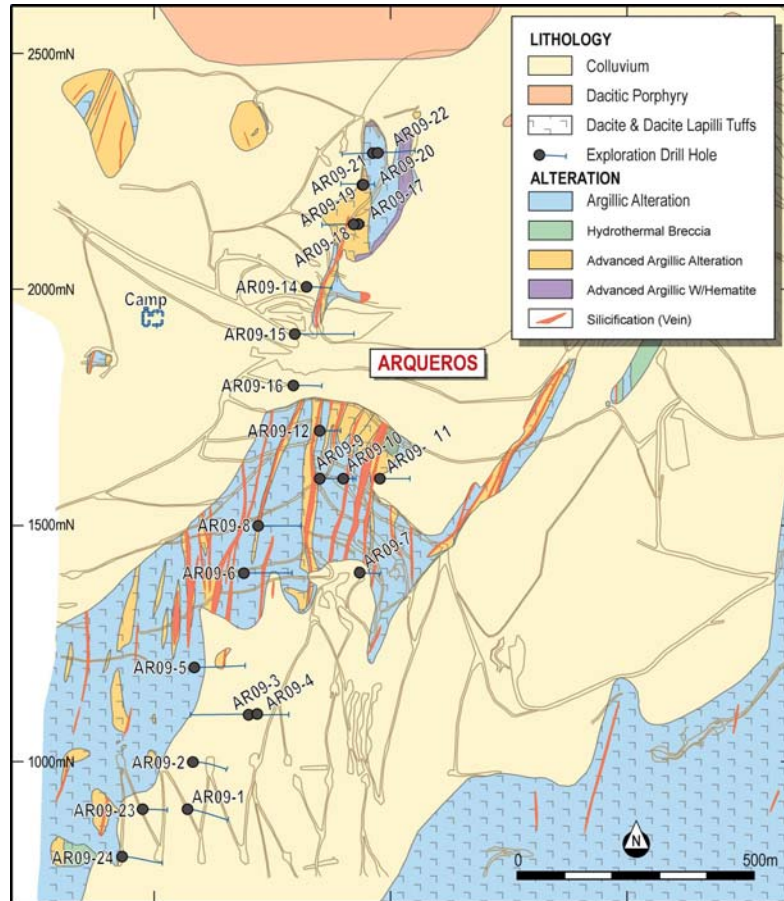 2500mN
2000mN
1500mN
1000mN
LITHOLOGY
Colluvium
Dacitic Porphyry
Dacite & Dacite Lapilli Tuffs
Exploration Drill Hole
ALTERATION
Argillic Alteration
Hydrothermal Breccia
Advanced Argillic Alteration
Advanced Argillic W/Hematite
Silicification (Vein)
AR09-22
AR09-21
AR09-20
AR09-19
AR09-17
AR09-18
AR09-14
Camp
AR09-15
ARQUEROS
AR09-16
AR09-12
AR09-9
AR09-10
AR09- 11
AR09-8
AR09-7
AR09-6
AR09-5
AR09-3
AR09-4
AR09-2
AR09-23
AR09-1
AR09-24
N
0 500m